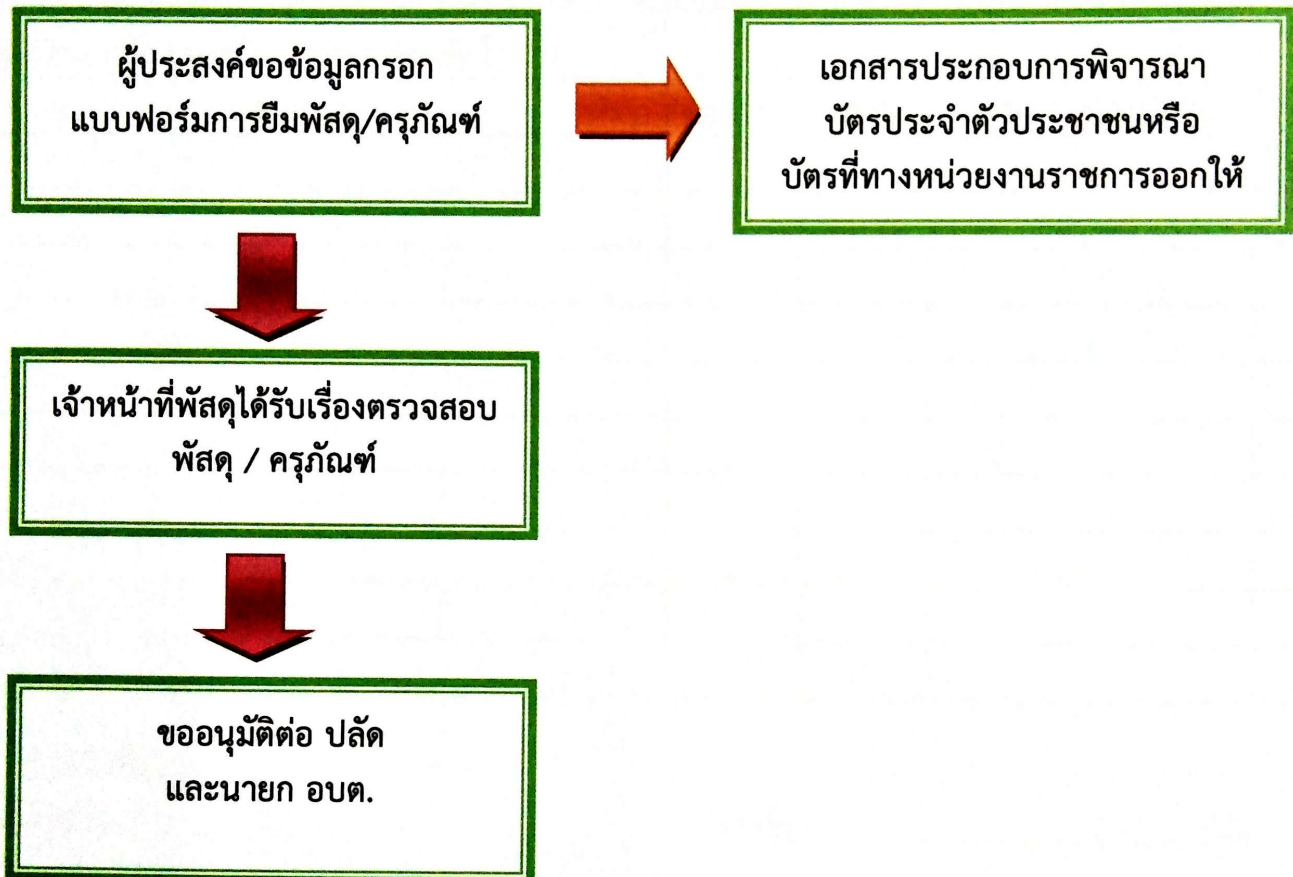 ผู้ประสงค์ขอข้อมูลกรอก
แบบฟอร์มการยืมพัสดุ/ครุภัณฑ์
เอกสารประกอบการพิจารณา
บัตรประจำตัวประชาชนหรือ
บัตรที่ทางหน่วยงานราชการออกให้
เจ้าหน้าที่พัสดุได้รับเรื่องตรวจสอบ
พัสดุ / ครุภัณฑ์
ขออนุมัติต่อ ปลัด
และนายก อบต.